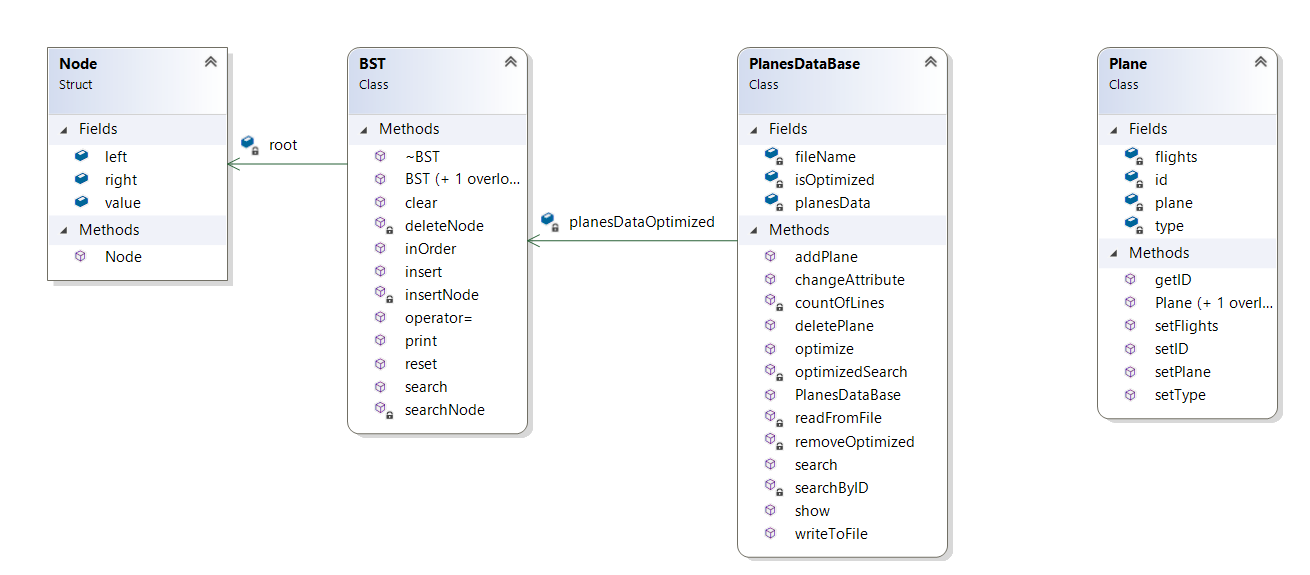 Node
Struct
Fields
left
right
value
Methods
Node
root
BST
Class
Methods
~BST
BST (+ 1 overlo...
clear
deleteNode
inOrder
insert
insertNode
operator=
print
reset
search
searchNode
planesDataOptimized
PlanesDataBase
Class
Fields
fileName
isOptimized
planesData
Methods
addPlane
changeAttribute
countOfLines
deletePlane
optimize
optimizedSearch
PlanesDataBase
readFromFile
removeOptimized
search
searchByID
show
writeToFile
Plane
Class
Fields
flights
id
plane
type
Methods
getID
Plane (+ 1 overl...
setFlights
setID
setPlane
setType